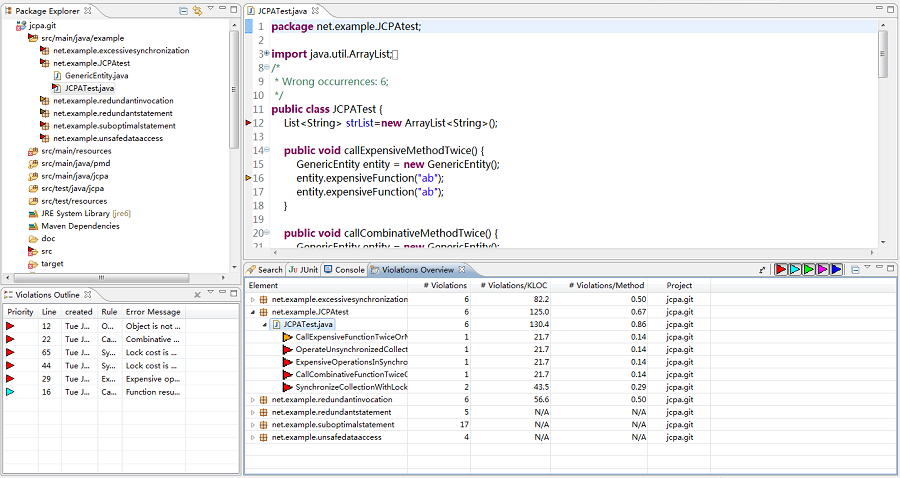 Package Explorer
jcpa.git
src/main/java/example
net.example.excessivesynchronization
net.example.JCPAtest
GenericEntity.java
JCPATest.java
net.example.redundantinvocation
net.example.redundantstatement
net.example.suboptimalstatement
net.example.unsafedataaccess
src/main/resources
src/main/java/pmd
src/main/java/jcpa
src/test/java/jcpa
src/test/resources
JRE System Library [jre6]
Maven Dependencies
doc
src
target
JCPATest.java
1 package net.example.JCPAtest;
2
3 import java.util.ArrayList;
8 /*
9 * Wrong occurrences: 6;
10 */
11 public class JCPATest {
12 List<String> strList=new ArrayList<String>();
13
14 public void callExpensiveMethodTwice() {
15 GenericEntity entity = new GenericEntity();
16 entity.expensiveFunction("ab");
17 entity.expensiveFunction("ab");
18 }
19
20 public void callCombinativeMethodTwice() {
21 GenericEntity entity = new GenericEntity();
Violations Outline
Priority Line created Rule Error Message
12 Tue J... O... Object is not ...
22 Tue J... Ca... Combinative ...
65 Tue J... Sy... Lock cost is ...
44 Tue J... Sy... Lock cost is ...
29 Tue J... Ex... Expensive op...
16 Tue J... Ca... Function resu...
Search JUnit Console Violations Overview
Element # Violations # Violations/KLOC # Violations/Method Project
net.example.excessivesynchronization 6 82.2 0.50 jcpa.git
net.example.JCPAtest 6 125.0 0.67 jcpa.git
JCPATest.java 6 130.4 0.86 jcpa.git
CallExpensiveFunctionTwiceOrM 1 21.7 0.14 jcpa.git
OperateUnsynchronizedCollect 1 21.7 0.14 jcpa.git
ExpensiveOperationsInSynchro 1 21.7 0.14 jcpa.git
CallCombinativeFunctionTwiceO 1 21.7 0.14 jcpa.git
SynchronizeCollectionWithLock 2 43.5 0.29 jcpa.git
net.example.redundantinvocation 6 56.6 0.50 jcpa.git
net.example.redundantstatement 5 N/A N/A jcpa.git
net.example.suboptimalstatement 17 N/A N/A jcpa.git
net.example.unsafedataaccess 4 N/A N/A jcpa.git